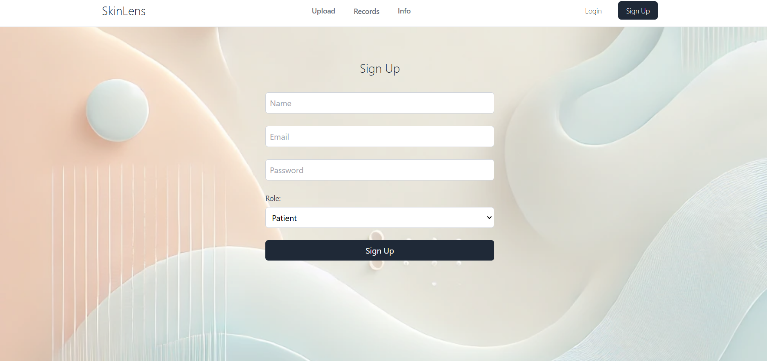 SkinLens Upload Records Info Login Sign Up
Sign Up
Name
Email
Password
Role:
Patient
Sign Up